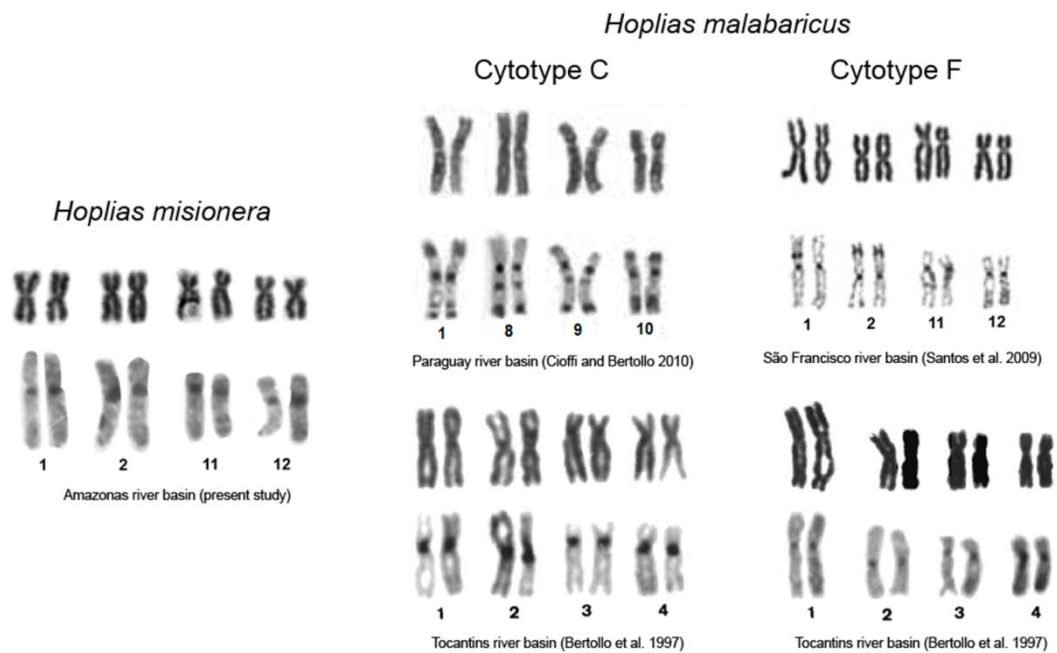 Hoplias malabaricus
Cytotype C
Cytotype F
Hoplias misionera
1 2 11 12
Amazonas river basin (present study)
1 8 9 10
Paraguay river basin (Cioffi and Bertollo 2010)
1 2 11 12
São Francisco river basin (Santos et al. 2009)
1 2 3 4
Tocantins river basin (Bertollo et al. 1997)
1 2 3 4
Tocantins river basin (Bertollo et al. 1997)